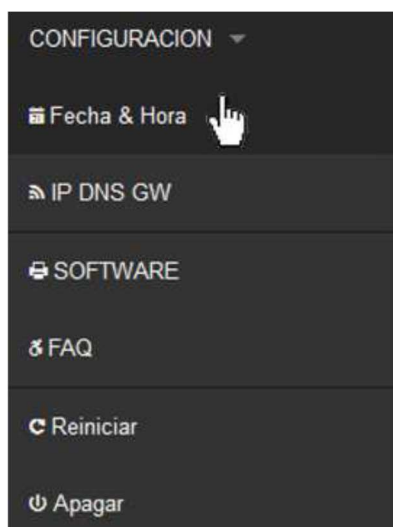 CONFIGURACION
Fecha & Hora
IP DNS GW
SOFTWARE
FAQ
Reiniciar
Apagar